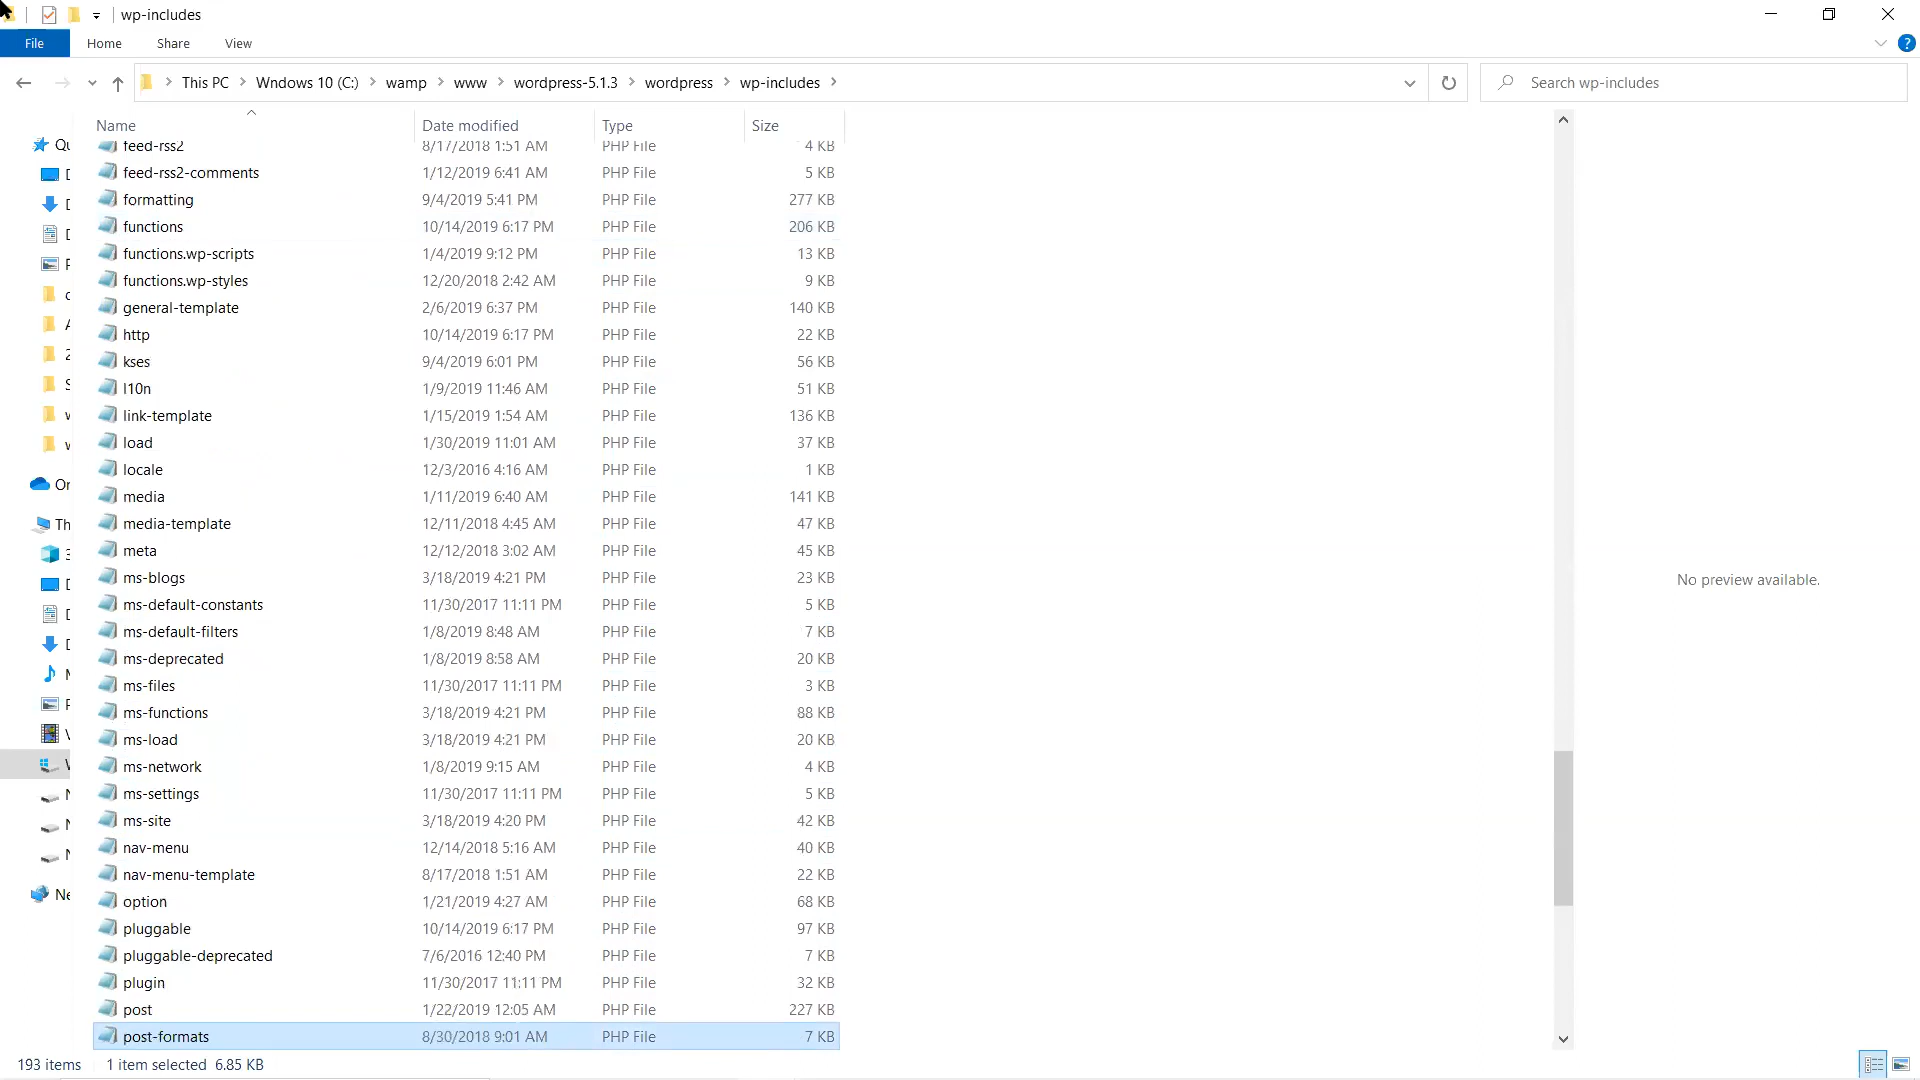 wp-includes
File Home Share View
This PC Wndows 10 (C:) wamp www wordpress-5.1.3 wordpress wp-includes
Search wp-includes
Name Date modified Type Size
feed-rss2 8/17/2018 1:51 AM PHP File 4 KB
feed-rss2-comments 1/12/2019 6:41 AM PHP File 5 KB
formatting 9/4/2019 5:41 PM PHP File 277 KB
functions 10/14/2019 6:17 PM PHP File 206 KB
functions.wp-scripts 1/4/2019 9:12 PM PHP File 13 KB
functions.wp-styles 12/20/2018 2:42 AM PHP File 9 KB
general-template 2/6/2019 6:37 PM PHP File 140 KB
http 10/14/2019 6:17 PM PHP File 22 KB
kses 9/4/2019 6:01 PM PHP File 56 KB
l10n 1/9/2019 11:46 AM PHP File 51 KB
link-template 1/15/2019 1:54 AM PHP File 136 KB
load 1/30/2019 11:01 AM PHP File 37 KB
locale 12/3/2016 4:16 AM PHP File 1 KB
media 1/11/2019 6:40 AM PHP File 141 KB
media-template 12/11/2018 4:45 AM PHP File 47 KB
meta 12/12/2018 3:02 AM PHP File 45 KB
No preview available.
ms-blogs 3/18/2019 4:21 PM PHP File 23 KB
ms-default-constants 11/30/2017 11:11 PM PHP File 5 KB
ms-default-filters 1/8/2019 8:48 AM PHP File 7 KB
ms-deprecated 1/8/2019 8:58 AM PHP File 20 KB
ms-files 11/30/2017 11:11 PM PHP File 3 KB
ms-functions 3/18/2019 4:21 PM PHP File 88 KB
ms-load 3/18/2019 4:21 PM PHP File 20 KB
ms-network 1/8/2019 9:15 AM PHP File 4 KB
ms-settings 11/30/2017 11:11 PM PHP File 5 KB
ms-site 3/18/2019 4:20 PM PHP File 42 KB
nav-menu 12/14/2018 5:16 AM PHP File 40 KB
nav-menu-template 8/17/2018 1:51 AM PHP File 22 KB
option 1/21/2019 4:27 AM PHP File 68 KB
pluggable 10/14/2019 6:17 PM PHP File 97 KB
pluggable-deprecated 7/6/2016 12:40 PM PHP File 7 KB
plugin 11/30/2017 11:11 PM PHP File 32 KB
post 1/22/2019 12:05 AM PHP File 227 KB
post-formats 8/30/2018 9:01 AM PHP File 7 KB
193 items 1 item selected 6.85 KB